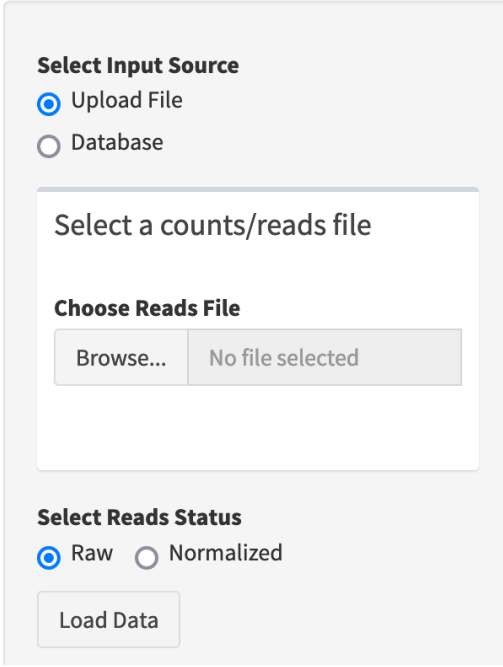 Select Input Source
Upload File
Database
Select a counts/reads file
Choose Reads File
Browse... No file selected
Select Reads Status
Raw Normalized
Load Data